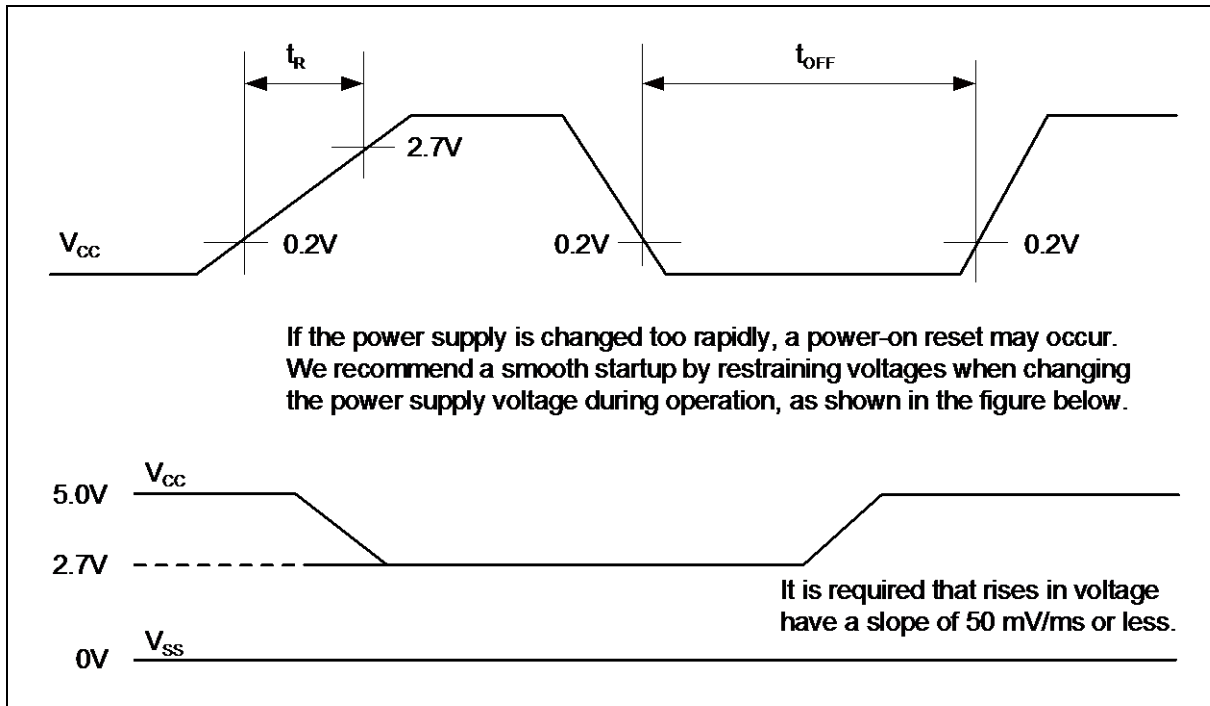 tR
tOFF
2.7V
VCC
0.2V
0.2V
0.2V
If the power supply is changed too rapidly, a power-on reset may occur.
We recommend a smooth startup by restraining voltages when changing
the power supply voltage during operation, as shown in the figure below.
VCC
5.0V
2.7V
It is required that rises in voltage
have a slope of 50 mV/ms or less.
VSS
0V